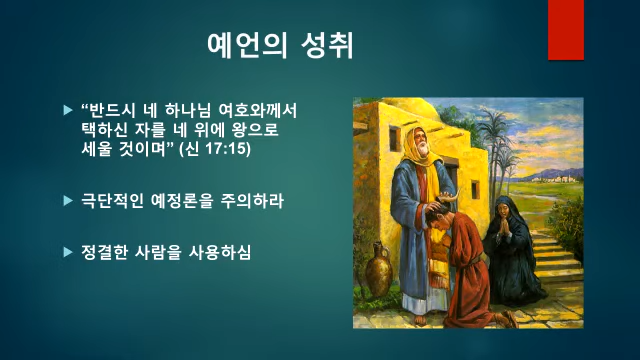 예언의 성취
“반드시 네 하나님 여호와께서
택하신 자를 네 위에 왕으로
세울 것이며” (신 17:15)
극단적인 예정론을 주의하라
정결한 사람을 사용하심